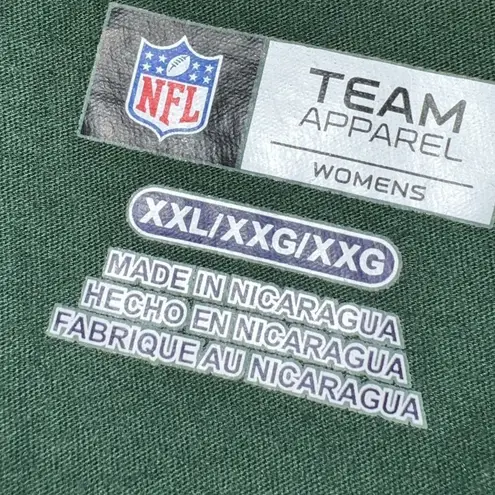 NFL
TEAM
APPAREL
WOMENS
XXL/XXG/XXG
MADE IN NICARAGUA
HECHO EN NICARAGUA
FABRIQUE AU NICARAGUA